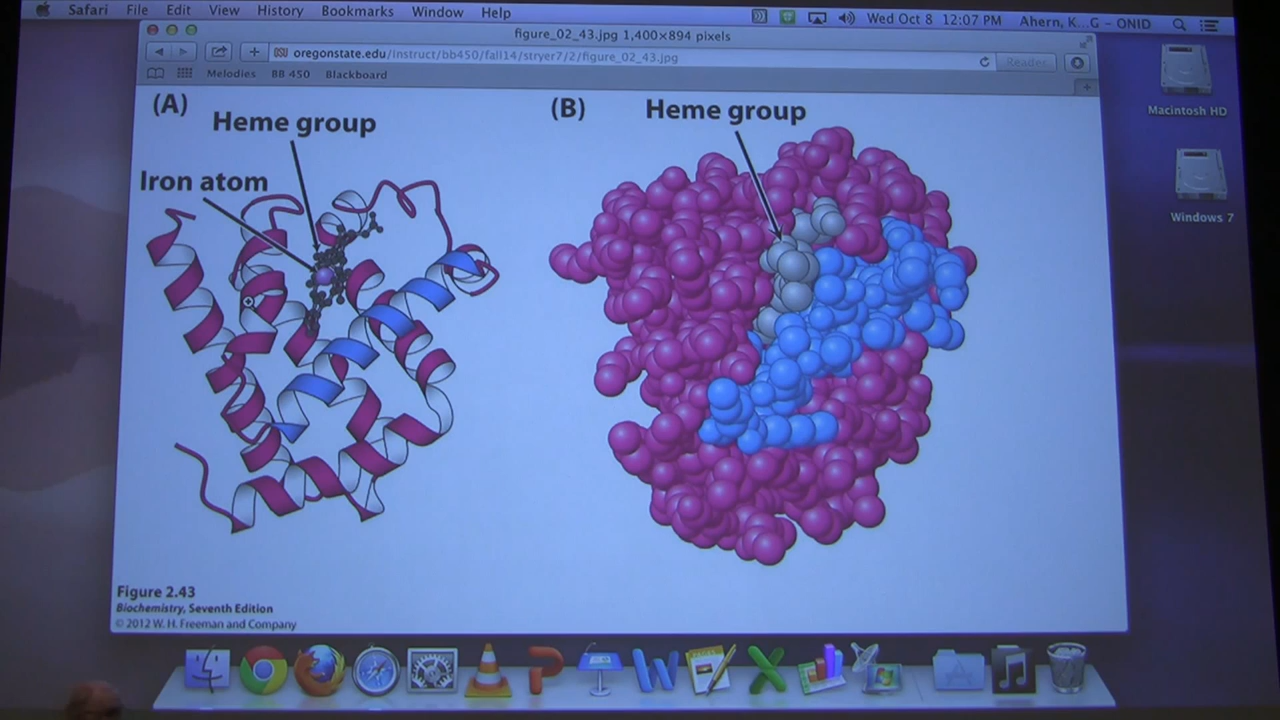 Safari File Edit View History Bookmarks Window Help Wed Oct 8 12:07 PM Ahern, K...G - ONID
figure_02_43.jpg 1,400×894 pixels
oregonstate.edu/instruct/bb450/fall14/stryer7/2/figure_02_43.jpg Reader
Melodies BB 450 Blackboard
Macintosh HD
Windows 7
(A)
Heme group
Iron atom
(B)
Heme group
Figure 2.43
Biochemistry, Seventh Edition
© 2012 W. H. Freeman and Company